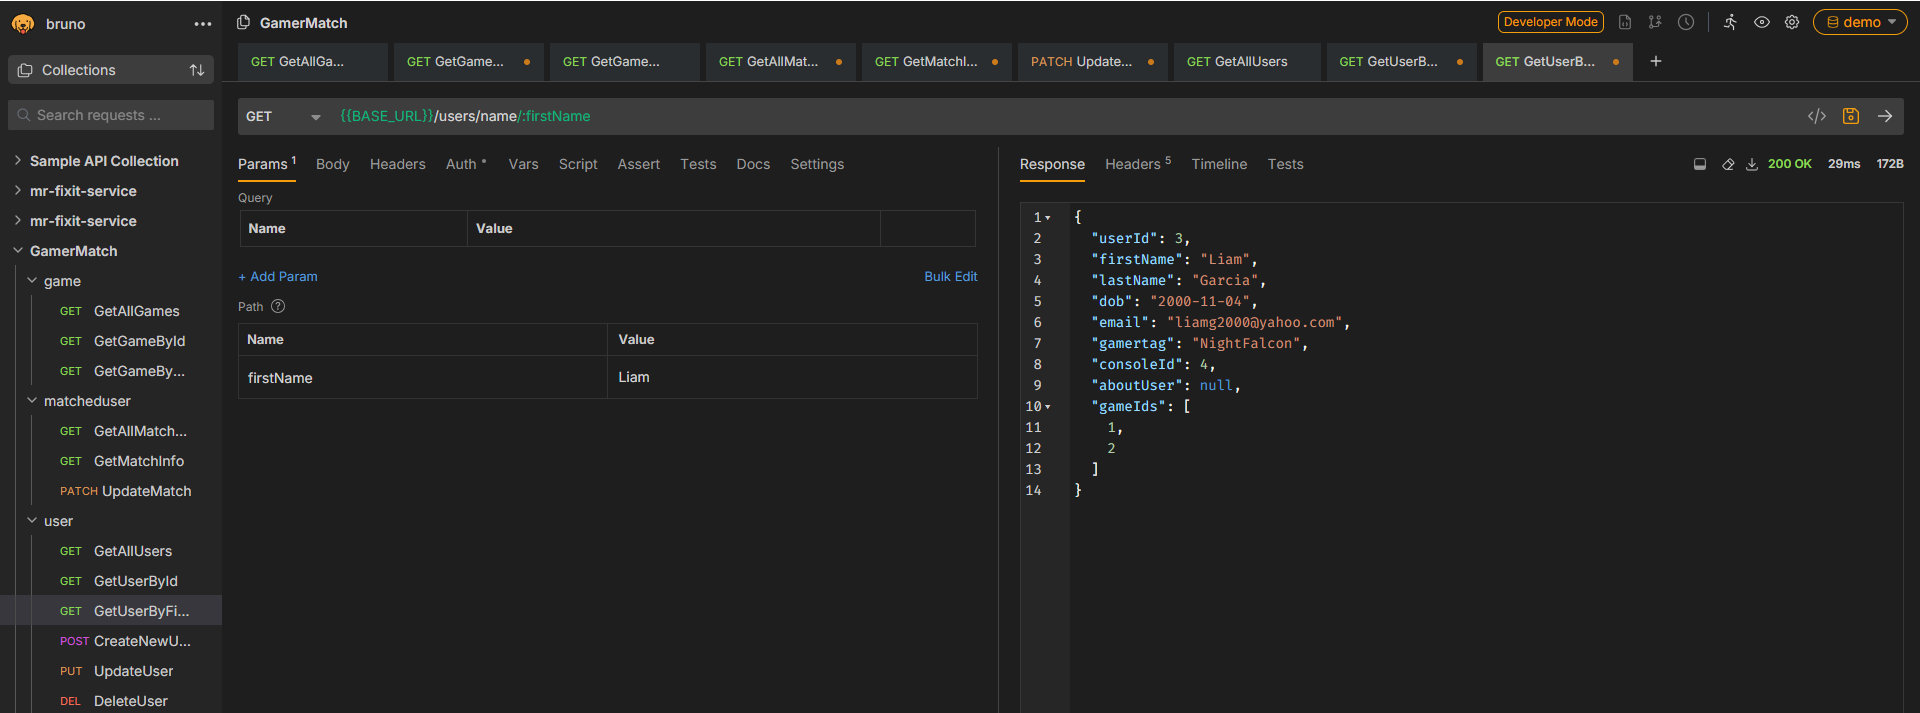 bruno
Collections
Search requests ...
Sample API Collection
mr-fixit-service
mr-fixit-service
GamerMatch
game
GET GetAllGames
GET GetGameById
GET GetGameBy...
matcheduser
GET GetAllMatch...
GET GetMatchInfo
PATCH UpdateMatch
user
GET GetAllUsers
GET GetUserById
GET GetUserByFi...
POST CreateNewU...
PUT UpdateUser
DEL DeleteUser
GamerMatch
Developer Mode
demo
GET GetAllGa...
GET GetGame...
GET GetGame...
GET GetAllMat...
GET GetMatchI...
PATCH Update...
GET GetAllUsers
GET GetUserB...
GET GetUserB...
GET {{BASE_URL}}/users/name/:firstName
Params 1 Body Headers Auth Vars Script Assert Tests Docs Settings
Query
Name Value
+ Add Param Bulk Edit
Path
Name Value
firstName Liam
Response Headers 5 Timeline Tests
200 OK 29ms 172B
1 {
2 "userId": 3,
3 "firstName": "Liam",
4 "lastName": "Garcia",
5 "dob": "2000-11-04",
6 "email": "liamg2000@yahoo.com",
7 "gamertag": "NightFalcon",
8 "consoleId": 4,
9 "aboutUser": null,
10 "gameIds": [
11 1,
12 2
13 ]
14 }